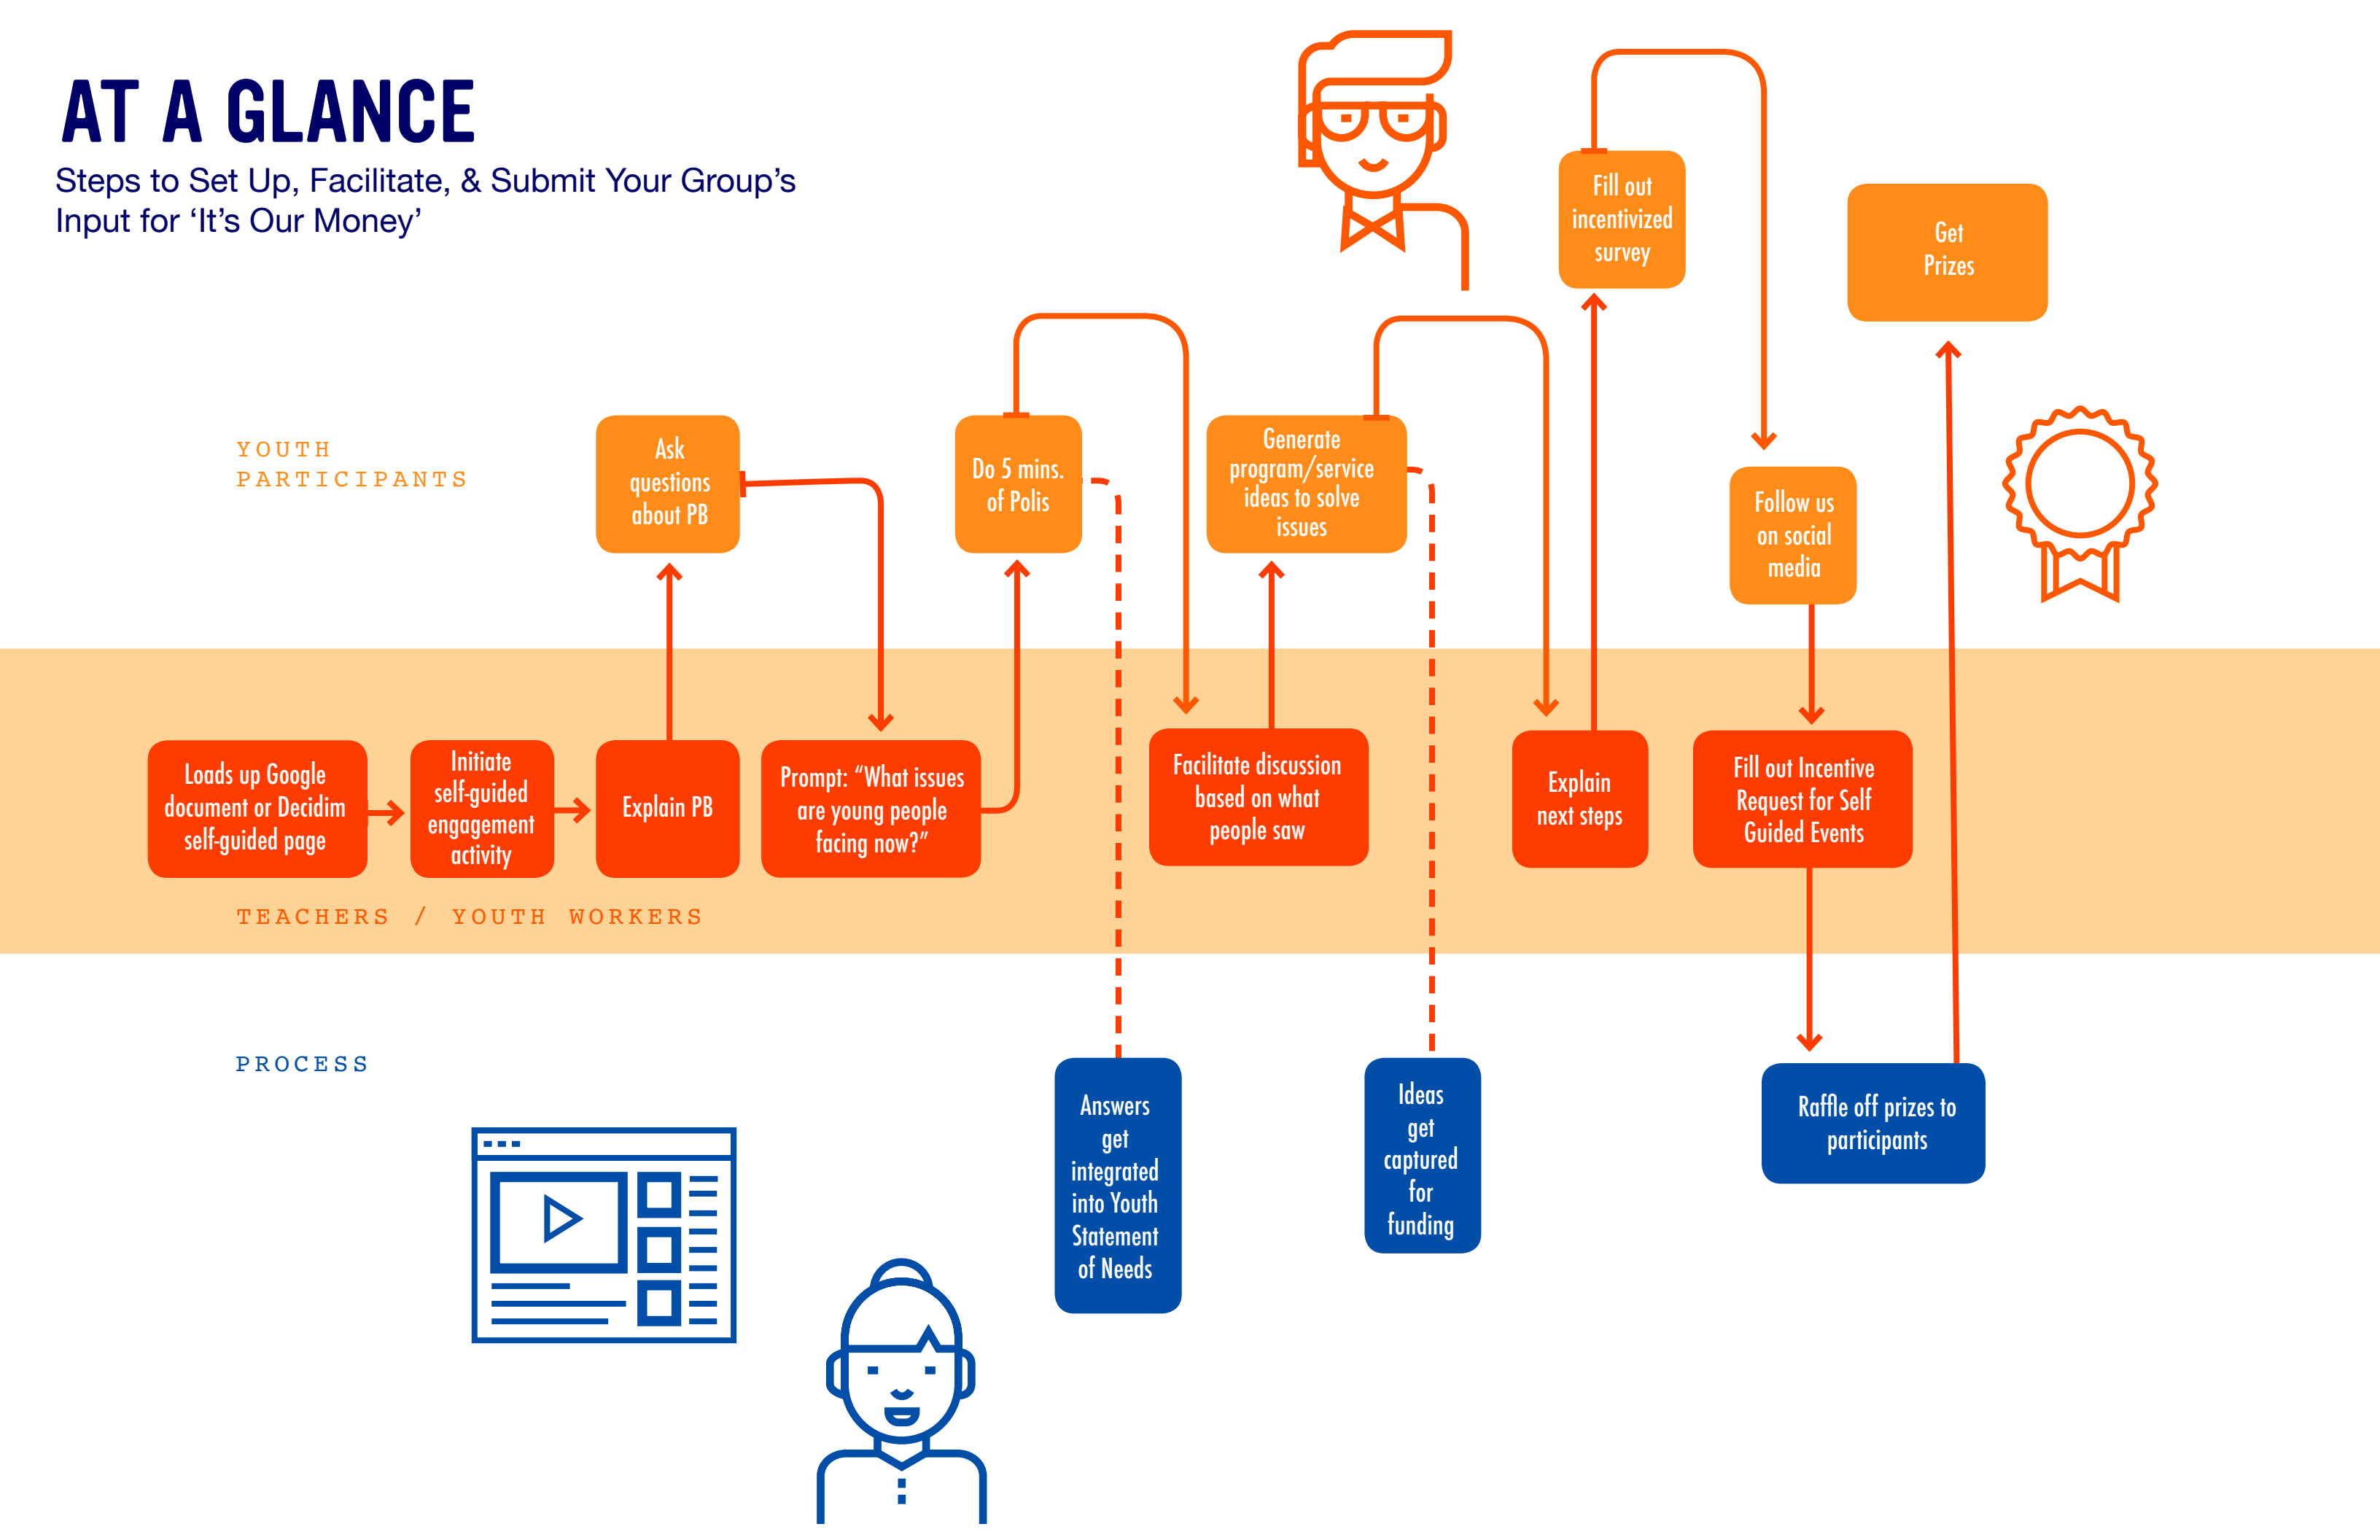 AT A GLANCE
Steps to Set Up, Facilitate, & Submit Your Group’s
Input for ‘It’s Our Money’
YOUTH
PARTICIPANTS
Ask
questions
about PB
Do 5 mins.
of Polis
Generate
program/service
ideas to solve
issues
Fill out
incentivized
survey
Follow us
on social
media
Get
Prizes
Loads up Google
document or Decidim
self-guided page
Initiate
self-guided
engagement
activity
Explain PB
Prompt: “What issues
are young people
facing now?”
Facilitate discussion
based on what
people saw
Explain
next steps
Fill out Incentive
Request for Self
Guided Events
TEACHERS / YOUTH WORKERS
PROCESS
Answers
get
integrated
into Youth
Statement
of Needs
Ideas
get
captured
for
funding
Raffle off prizes to
participants